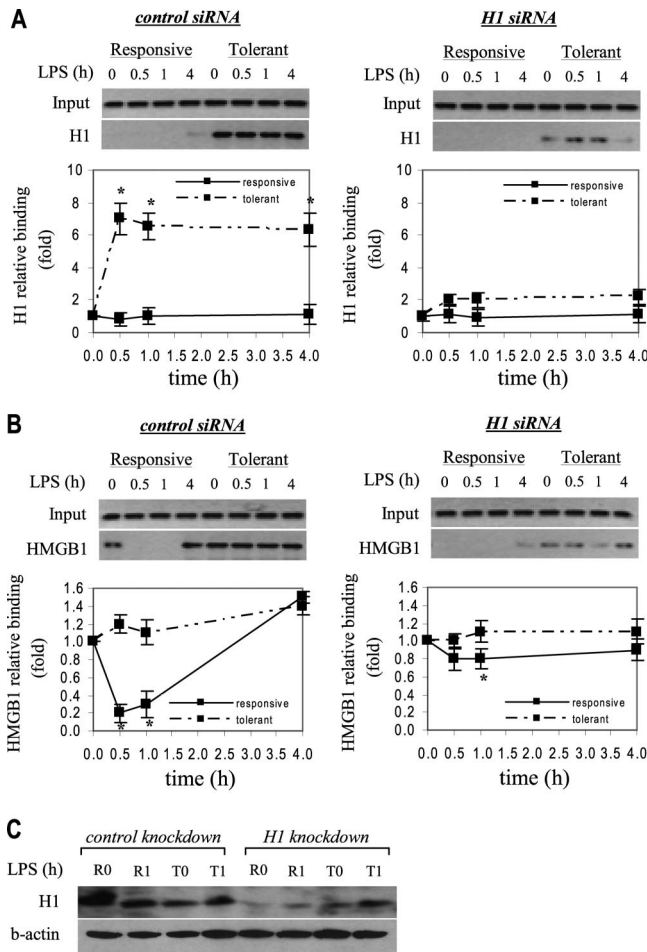 A
control siRNA
H1 siRNA
Responsive Tolerant
Responsive Tolerant
LPS (h) 0 0.5 1 4 0 0.5 1 4
LPS (h) 0 0.5 1 4 0 0.5 1 4
Input
Input
H1
H1
10
8
6
4
2
0
H1 relative binding
(fold)
* * *
responsive
tolerant
0.0 0.5 1.0 1.5 2.0 2.5 3.0 3.5 4.0
time (h)
10
8
6
4
2
0
H1 relative binding
(fold)
responsive
tolerant
0.0 0.5 1.0 1.5 2.0 2.5 3.0 3.5 4.0
time (h)
B
control siRNA
H1 siRNA
Responsive Tolerant
Responsive Tolerant
LPS (h) 0 0.5 1 4 0 0.5 1 4
LPS (h) 0 0.5 1 4 0 0.5 1 4
Input
Input
HMGB1
HMGB1
1.6
1.4
1.2
1.0
0.8
0.6
0.4
0.2
0.0
HMGB1 relative binding
(fold)
responsive
tolerant
* *
0.0 0.5 1.0 1.5 2.0 2.5 3.0 3.5 4.0
time (h)
1.6
1.4
1.2
1.0
0.8
0.6
0.4
0.2
0.0
HMGB1 relative binding
(fold)
*
responsive
tolerant
0.0 0.5 1.0 1.5 2.0 2.5 3.0 3.5 4.0
time (h)
C
control knockdown H1 knockdown
LPS (h) R0 R1 T0 T1 R0 R1 T0 T1
H1
b-actin